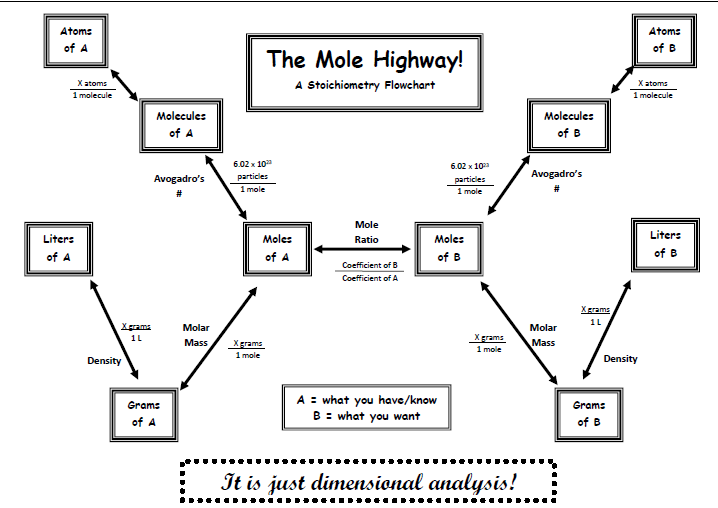 Atoms
of A
The Mole Highway!
A Stoichiometry Flowchart
Atoms
of B
X atoms
1 molecule
X atoms
1 molecule
Molecules
of A
Molecules
of B
Avogadro's
#
6.02 x 10²³
particles
1 mole
6.02 x 10²³
particles
1 mole
Avogadro's
#
Liters
of A
Moles
of A
Mole
Ratio
Coefficient of B
Coefficient of A
Moles
of B
Liters
of B
X grams
1 L
Density
Molar
Mass
X grams
1 mole
X grams
1 mole
Molar
Mass
X grams
1 L
Density
Grams
of A
A = what you have/know
B = what you want
Grams
of B
It is just dimensional analysis!